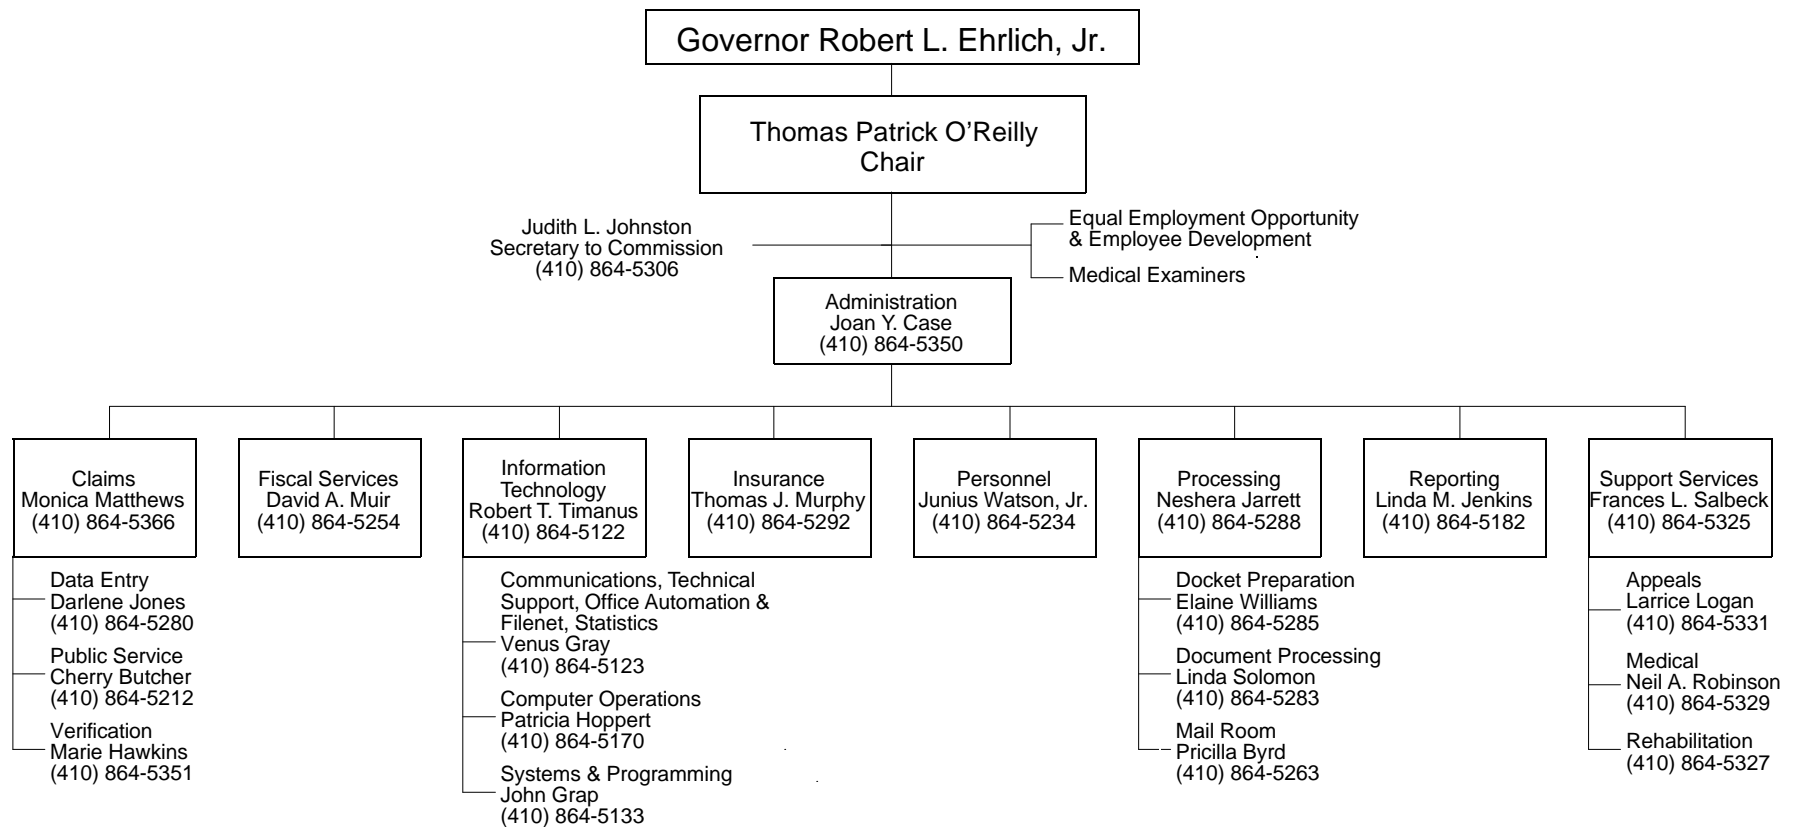 Governor Robert L. Ehrlich, Jr.
Thomas Patrick O'Reilly
Chair
Judith L. Johnston
Secretary to Commission
(410) 864-5306
Equal Employment Opportunity
& Employee Development
Medical Examiners
Administration
Joan Y. Case
(410) 864-5350
Claims
Monica Matthews
(410) 864-5366
Data Entry
Darlene Jones
(410) 864-5280
Public Service
Cherry Butcher
(410) 864-5212
Verification
Marie Hawkins
(410) 864-5351
Fiscal Services
David A. Muir
(410) 864-5254
Information
Technology
Robert T. Timanus
(410) 864-5122
Communications, Technical
Support, Office Automation &
Filenet, Statistics
Venus Gray
(410) 864-5123
Computer Operations
Patricia Hoppert
(410) 864-5170
Systems & Programming
John Grap
(410) 864-5133
Insurance
Thomas J. Murphy
(410) 864-5292
Personnel
Junius Watson, Jr.
(410) 864-5234
Processing
Neshera Jarrett
(410) 864-5288
Docket Preparation
Elaine Williams
(410) 864-5285
Document Processing
Linda Solomon
(410) 864-5283
Mail Room
Pricilla Byrd
(410) 864-5263
Reporting
Linda M. Jenkins
(410) 864-5182
Support Services
Frances L. Salbeck
(410) 864-5325
Appeals
Larrice Logan
(410) 864-5331
Medical
Neil A. Robinson
(410) 864-5329
Rehabilitation
(410) 864-5327